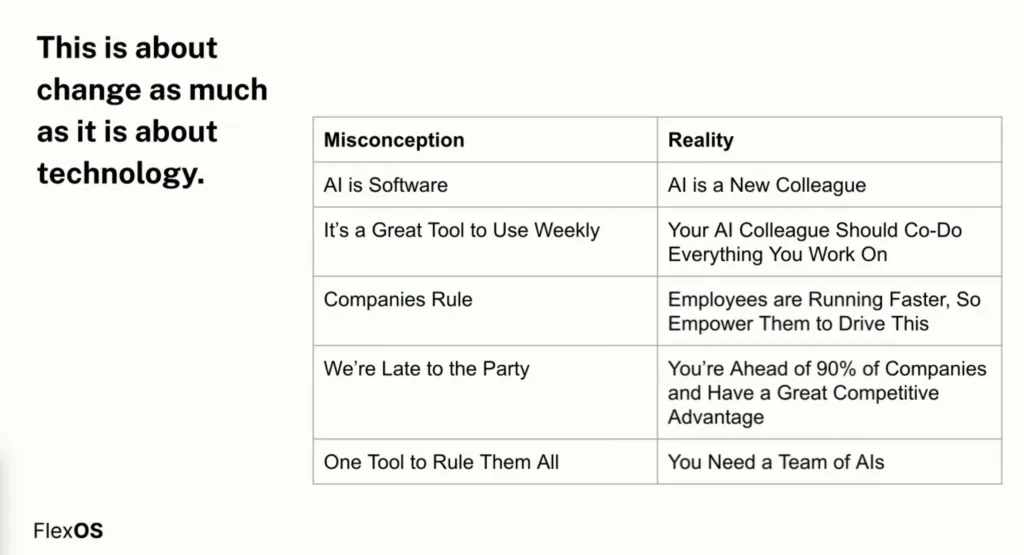 This is about
change as much
as it is about
technology.
Misconception
Reality
AI is Software
AI is a New Colleague
It’s a Great Tool to Use Weekly
Your AI Colleague Should Co-Do
Everything You Work On
Companies Rule
Employees are Running Faster, So
Empower Them to Drive This
We’re Late to the Party
You’re Ahead of 90% of Companies
and Have a Great Competitive
Advantage
One Tool to Rule Them All
You Need a Team of AIs
FlexOS